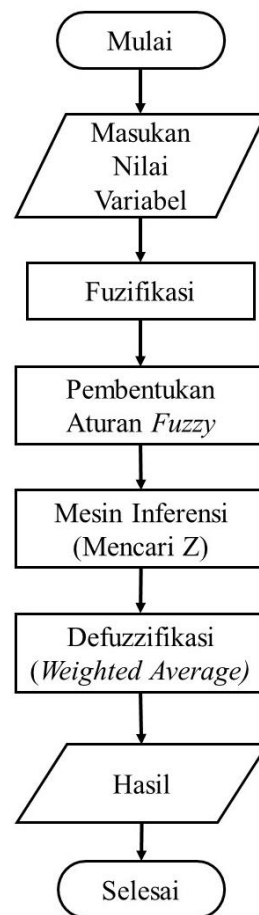 Mulai
Masukan
Nilai
Variabel
Fuzifikasi
Pembentukan
Aturan Fuzzy
Mesin Inferensi
(Mencari Z)
Defuzzifikasi
(Weighted Average)
Hasil
Selesai